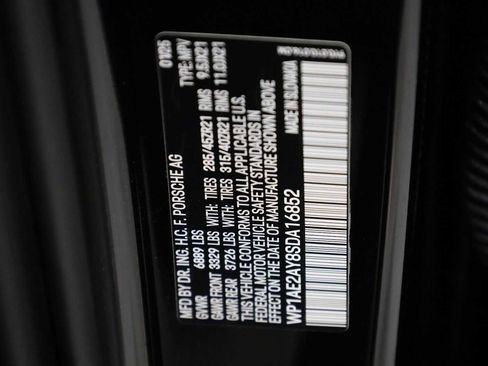 MFD BY DR. ING. H.C. F. PORSCHE AG 01/25
GVWR 6889 LBS TYPE: MPV
GAWR FRONT 3329 LBS WITH: TIRES 285/45ZR21 RIMS 9.5JX21
GAWR REAR 3726 LBS WITH: TIRES 315/40ZR21 RIMS 11.0JX21
THIS VEHICLE CONFORMS TO ALL APPLICABLE U.S.
FEDERAL MOTOR VEHICLE SAFETY STANDARDS IN
EFFECT ON THE DATE OF MANUFACTURE SHOWN ABOVE
WP1AE2AY8SDA16852 MADE IN SLOVAKIA